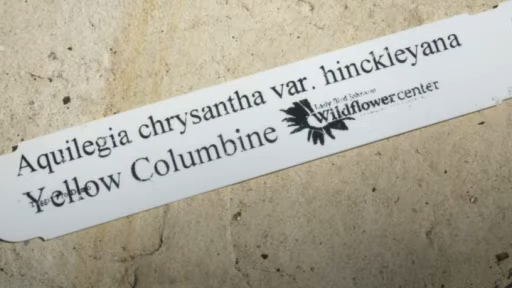 Aquilegia chrysantha var. hinckleyana
Yellow Columbine
Lady Bird Johnson
Wildflower center